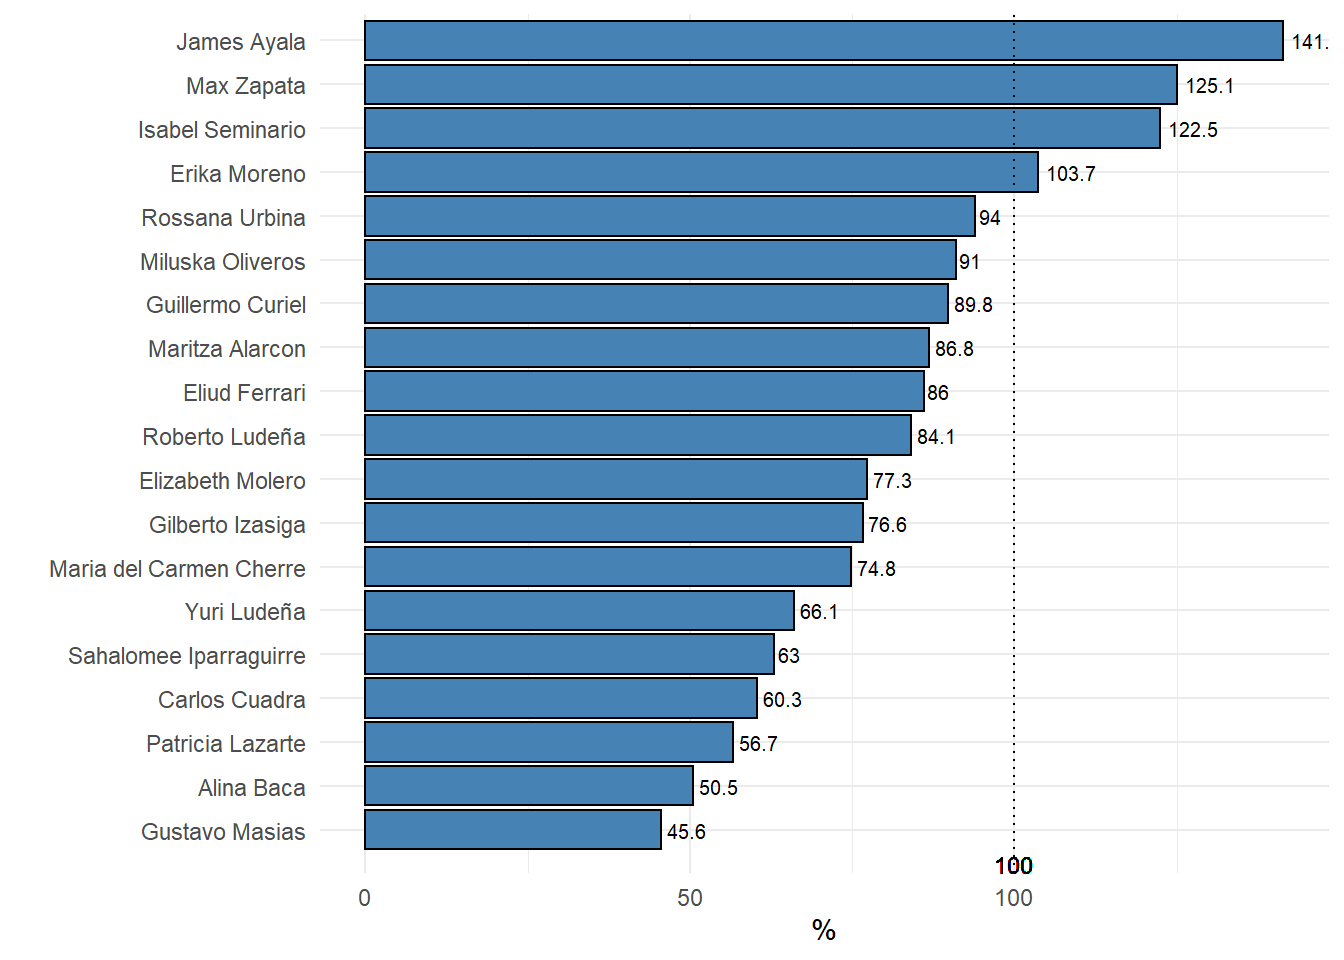 James Ayala 141.
Max Zapata 125.1
Isabel Seminario 122.5
Erika Moreno 103.7
Rossana Urbina 94
Miluska Oliveros 91
Guillermo Curiel 89.8
Maritza Alarcon 86.8
Eliud Ferrari 86
Roberto Ludeña 84.1
Elizabeth Molero 77.3
Gilberto Izasiga 76.6
Maria del Carmen Cherre 74.8
Yuri Ludeña 66.1
Sahalomee Iparraguirre 63
Carlos Cuadra 60.3
Patricia Lazarte 56.7
Alina Baca 50.5
Gustavo Masias 45.6
100
0 50 100
%